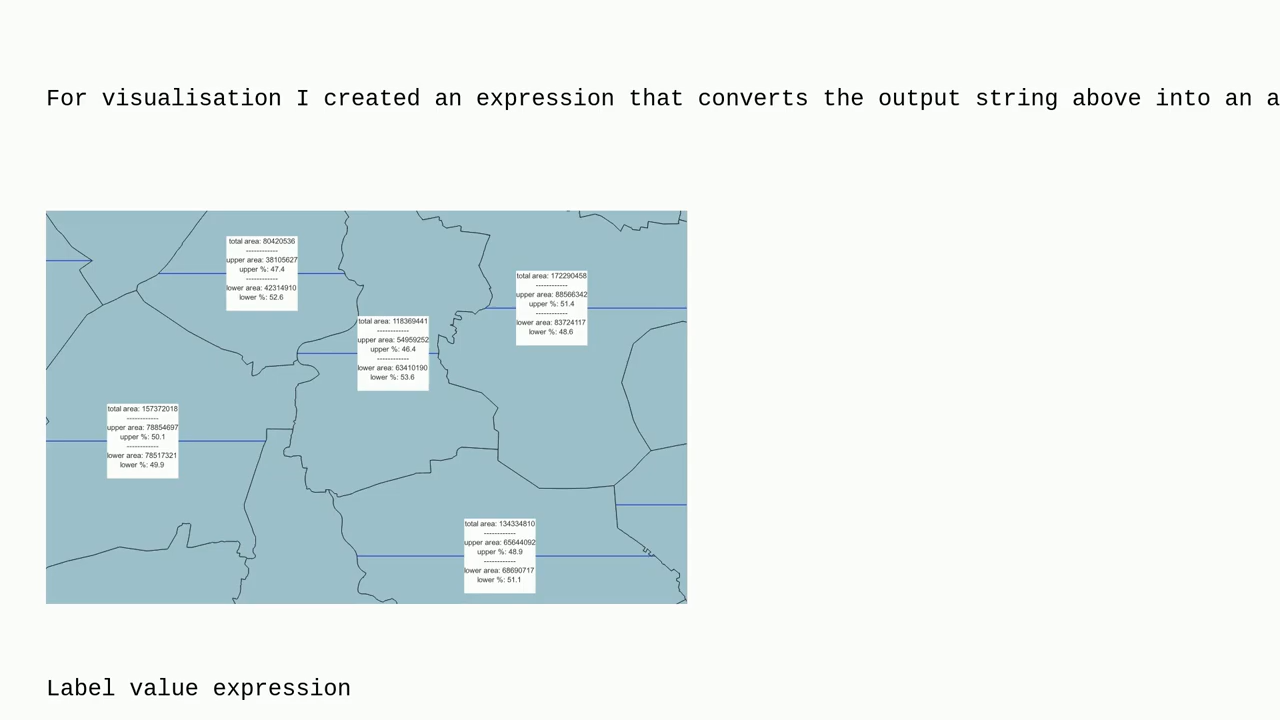 For visualisation I created an expression that converts the output string above into an a
total area: 80420536
------------
upper area: 38105627
upper %: 47.4
------------
lower area: 42314910
lower %: 52.6
total area: 172290458
------------
upper area: 88566342
upper %: 51.4
------------
lower area: 83724117
lower %: 48.6
total area: 118369441
------------
upper area: 54959252
upper %: 46.4
------------
lower area: 63410190
lower %: 53.6
total area: 157372018
------------
upper area: 78854697
upper %: 50.1
------------
lower area: 78517321
lower %: 49.9
total area: 134334810
------------
upper area: 65644092
upper %: 48.9
------------
lower area: 68690717
lower %: 51.1
Label value expression